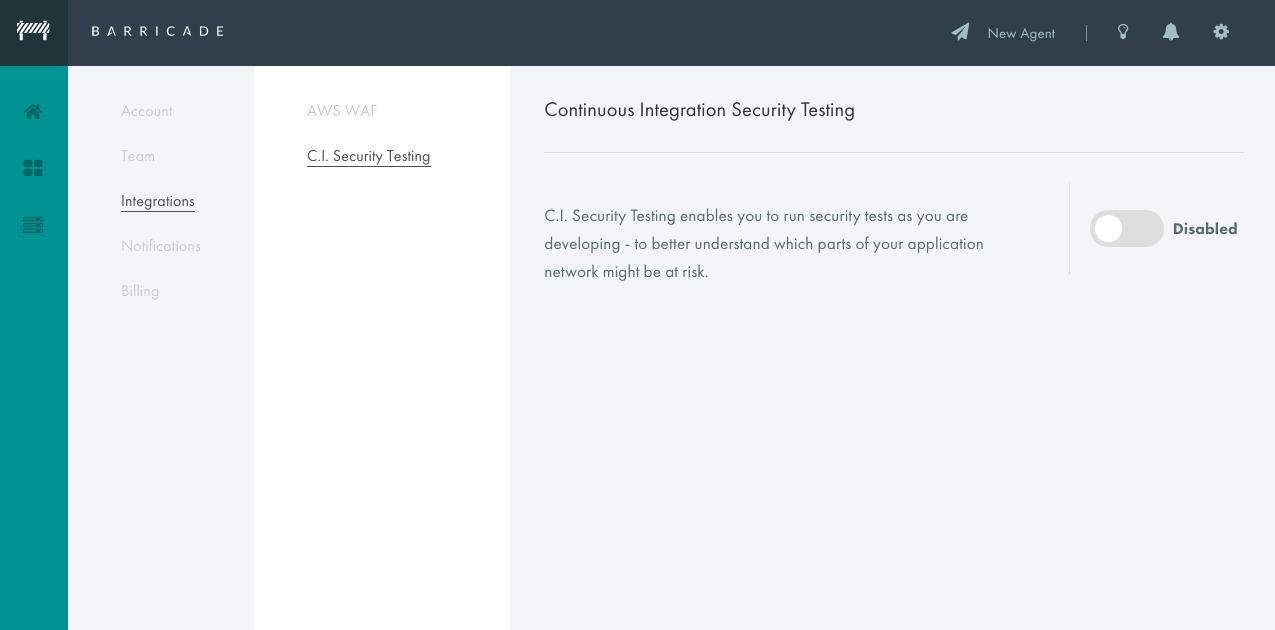 BARRICADE
New Agent
Account
Team
Integrations
Notifications
Billing
AWS WAF
C.I. Security Testing
Continuous Integration Security Testing
C.I. Security Testing enables you to run security tests as you are
developing - to better understand which parts of your application
network might be at risk.
Disabled